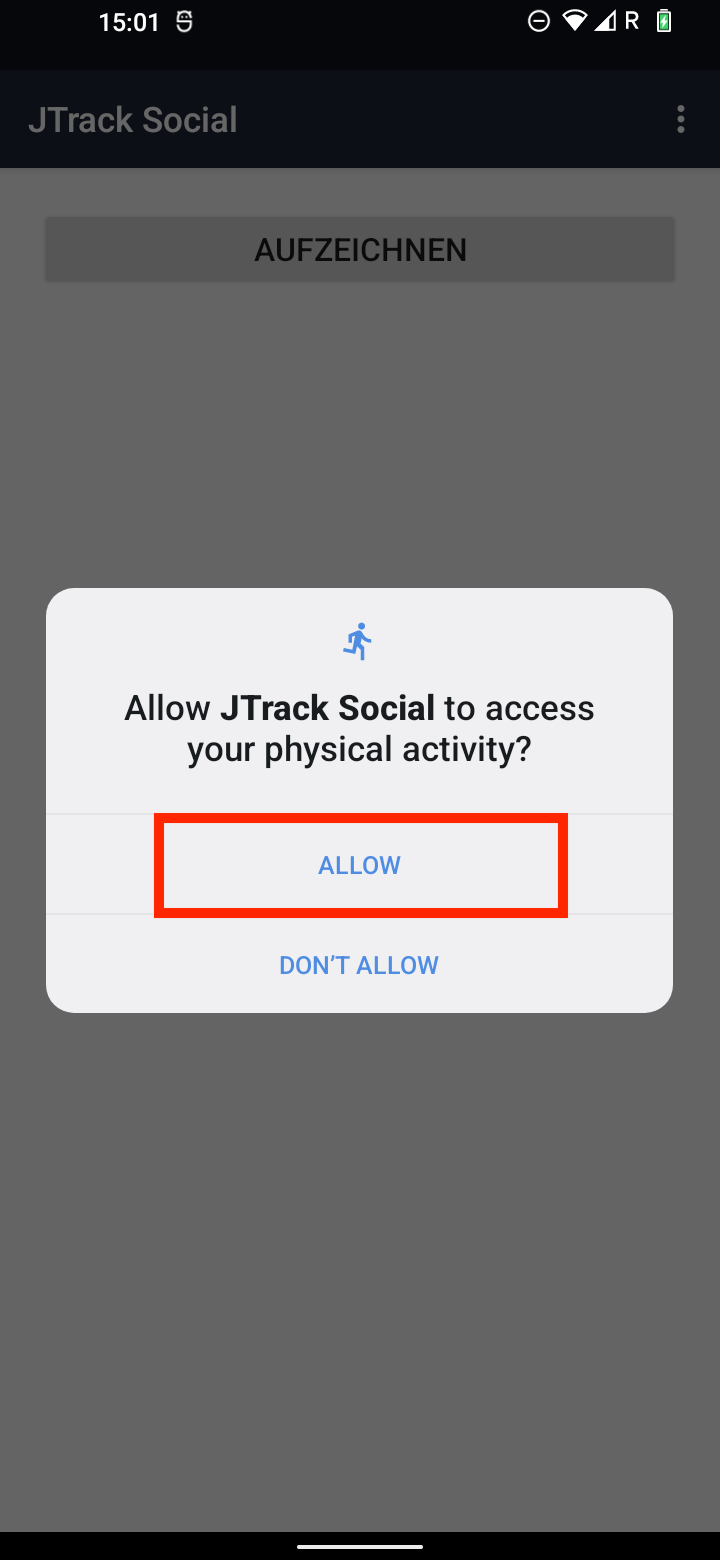 15:01
R
JTrack Social
AUFZEICHNEN
Allow JTrack Social to access
your physical activity?
ALLOW
DON’T ALLOW